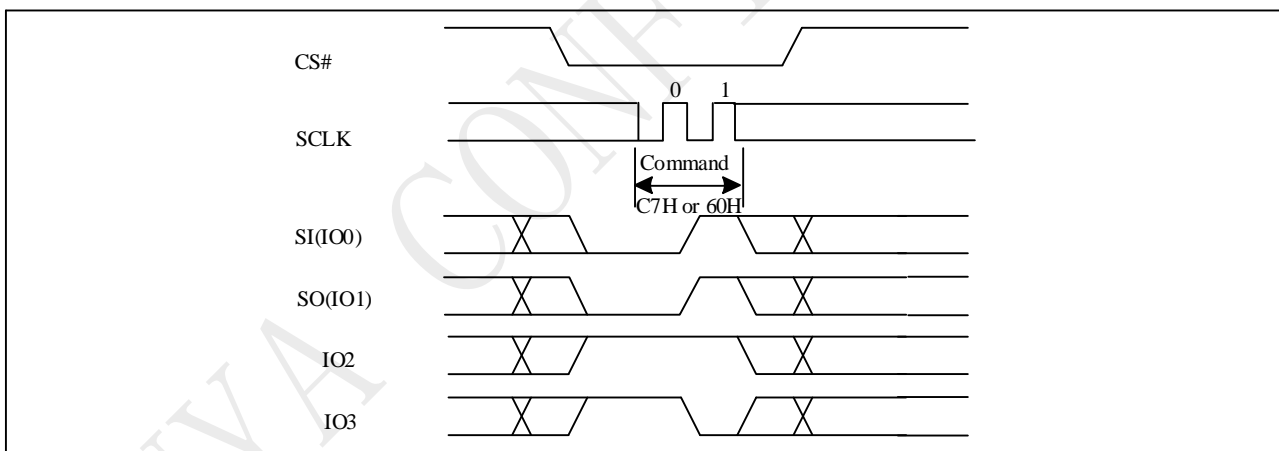 CS#
0 1
SCLK
Command
C7H or 60H
SI(IO0)
SO(IO1)
IO2
IO3